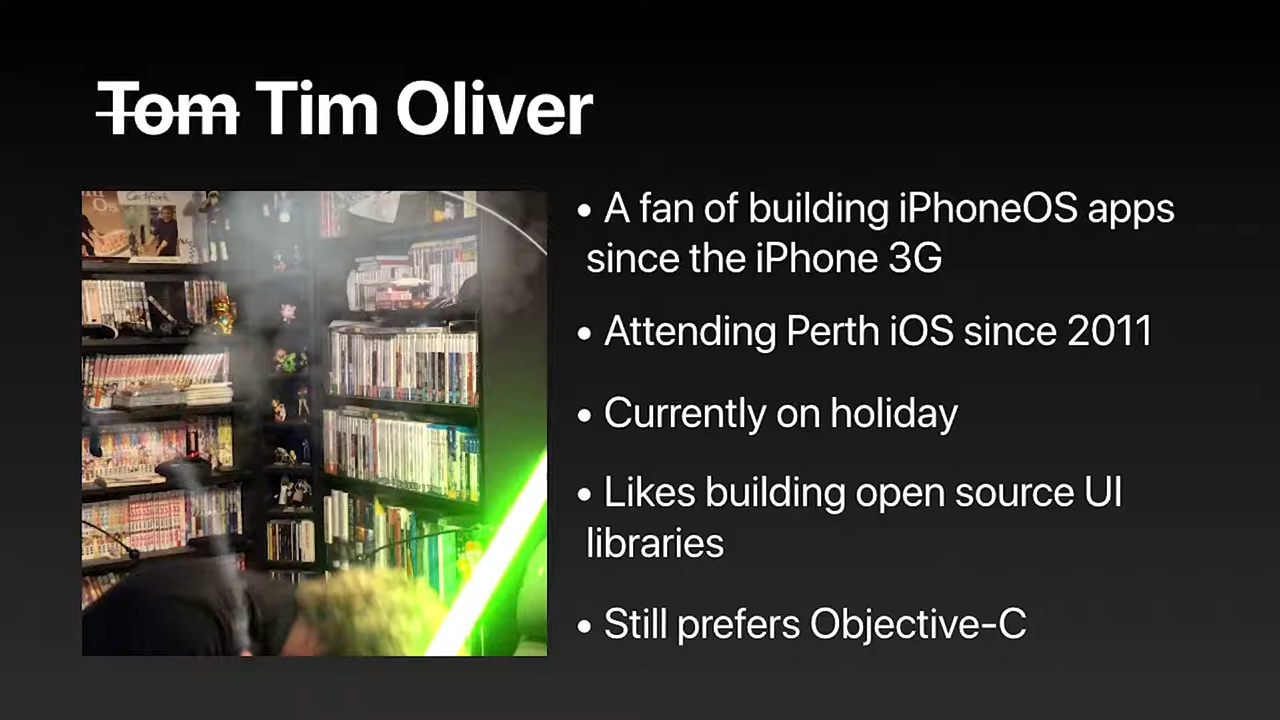 Tom Tim Oliver
• A fan of building iPhoneOS apps
since the iPhone 3G
• Attending Perth iOS since 2011
• Currently on holiday
• Likes building open source UI
libraries
• Still prefers Objective-C